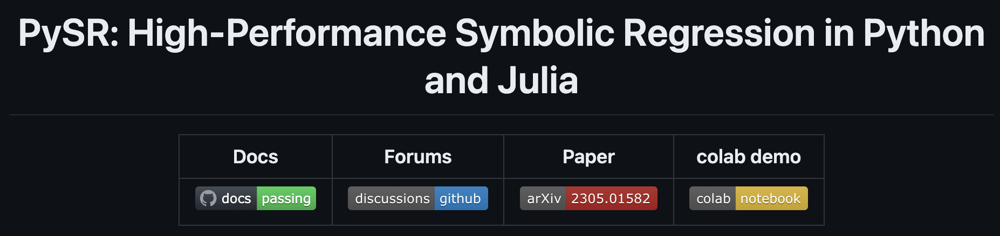 PySR: High-Performance Symbolic Regression in Python
and Julia
Docs Forums Paper colab demo
docs passing discussions github arXiv 2305.01582 colab notebook